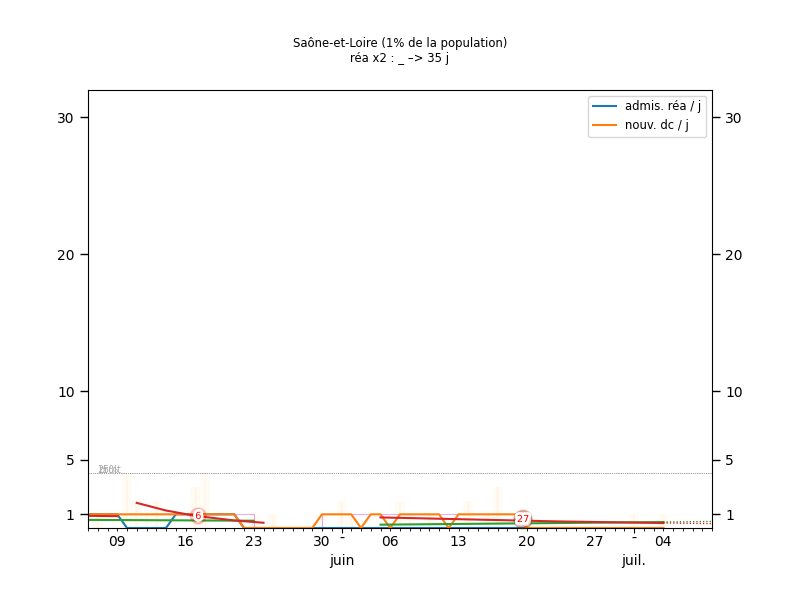 Saône-et-Loire (1% de la population)
réa x2 : _ –> 35 j
admis. réa / j
nouv. dc / j
30 30
20 20
10 10
5 5
1 1
6
27
09 16 23 30 - 06 13 20 27 - 04
juin juil.